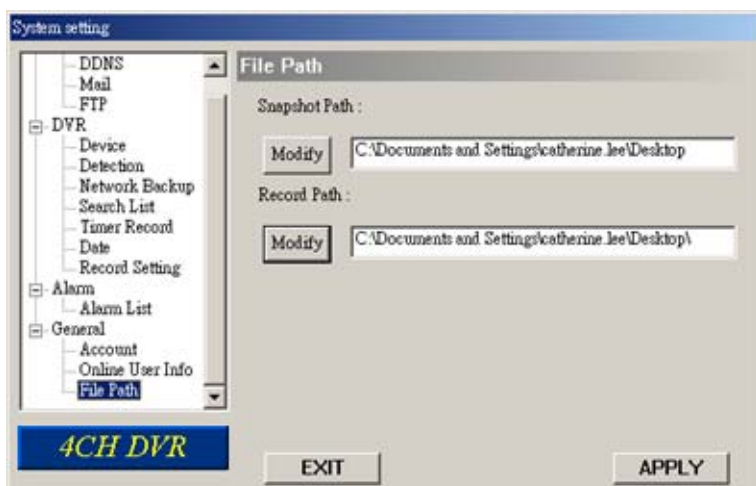 System setting
DDNS
Mail
FTP
DVR
Device
Detection
Network Backup
Search List
Timer Record
Date
Record Setting
Alarm
Alarm List
General
Account
Online User Info
File Path
4CH DVR
File Path
Snapshot Path :
Modify C:\Documents and Settings\catherine.lee\Desktop
Record Path :
Modify C:\Documents and Settings\catherine.lee\Desktop\
EXIT APPLY